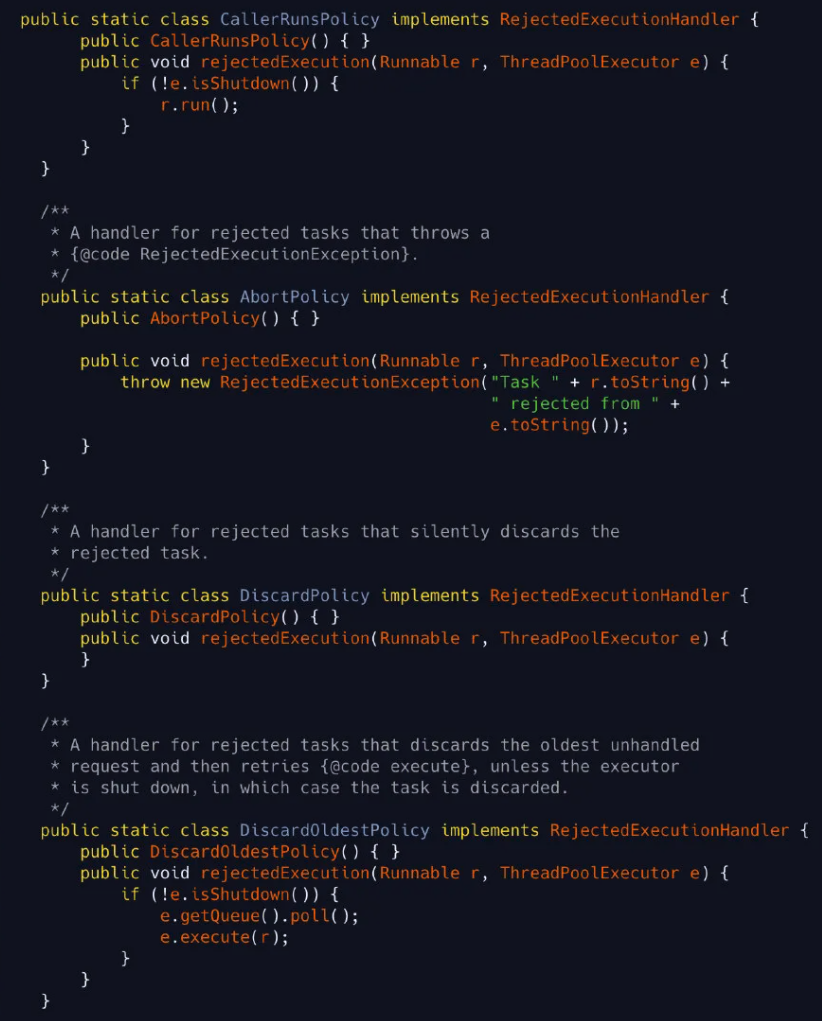 public static class CallerRunsPolicy implements RejectedExecutionHandler {
public CallerRunsPolicy() { }
public void rejectedExecution(Runnable r, ThreadPoolExecutor e) {
if (!e.isShutdown()) {
r.run();
}
}
}
/**
* A handler for rejected tasks that throws a
* {@code RejectedExecutionException}.
*/
public static class AbortPolicy implements RejectedExecutionHandler {
public AbortPolicy() { }
public void rejectedExecution(Runnable r, ThreadPoolExecutor e) {
throw new RejectedExecutionException("Task " + r.toString() +
" rejected from " +
e.toString());
}
}
/**
* A handler for rejected tasks that silently discards the
* rejected task.
*/
public static class DiscardPolicy implements RejectedExecutionHandler {
public DiscardPolicy() { }
public void rejectedExecution(Runnable r, ThreadPoolExecutor e) {
}
}
/**
* A handler for rejected tasks that discards the oldest unhandled
* request and then retries {@code execute}, unless the executor
* is shut down, in which case the task is discarded.
*/
public static class DiscardOldestPolicy implements RejectedExecutionHandler {
public DiscardOldestPolicy() { }
public void rejectedExecution(Runnable r, ThreadPoolExecutor e) {
if (!e.isShutdown()) {
e.getQueue().poll();
e.execute(r);
}
}
}